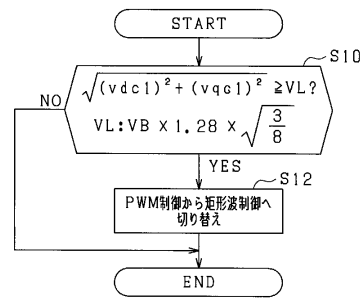 START
S10
√(vdc1)²+(vqc1)² ≧VL?
NO
VL:VB×1.28×√3/8
YES
S12
PWM制御から矩形波制御へ
切り替え
END